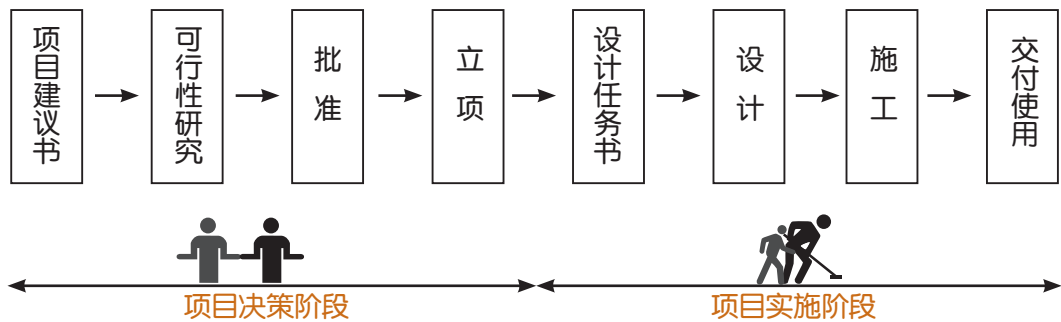 项目建议书
可行性研究
批准
立项
设计任务书
设计
施工
交付使用
项目决策阶段
项目实施阶段